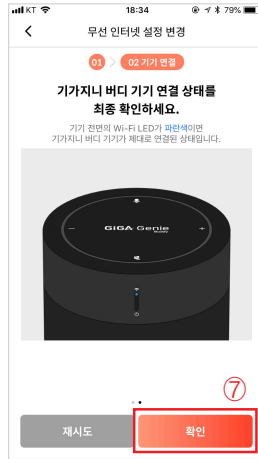 KT 18:34 79%
무선 인터넷 설정 변경
01 > 02 기기 연결
기가지니 버디 기기 연결 상태를
최종 확인하세요.
기기 전면의 Wi-Fi LED가 파란색이면
기가지니 버디 기기가 제대로 연결된 상태입니다.
GiGA Genie
Buddy
⑦
재시도 확인